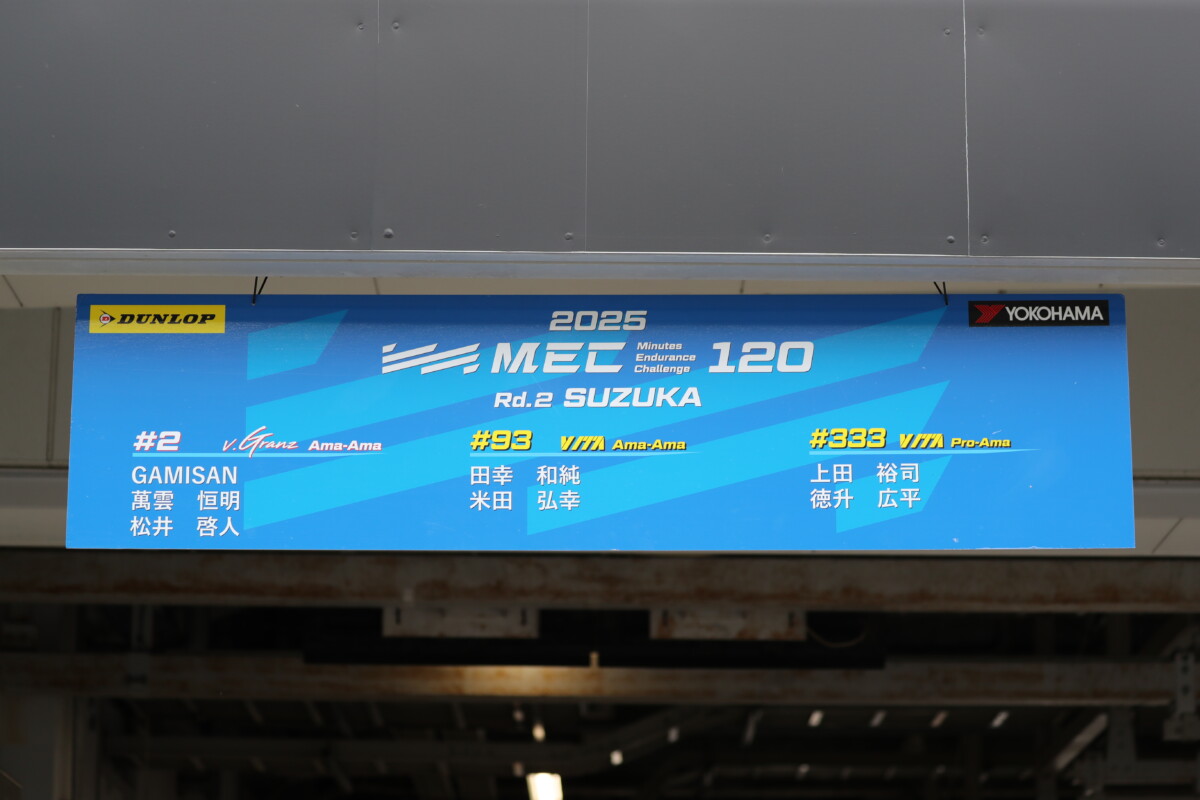 DUNLOP
YOKOHAMA
2025
MEC Minutes Endurance Challenge 120
Rd.2 SUZUKA
#2 v.Granz Ama-Ama
GAMISAN
萬雲 恒明
松井 啓人
#93 VITA Ama-Ama
田幸 和純
米田 弘幸
#333 VITA Pro-Ama
上田 裕司
徳升 広平